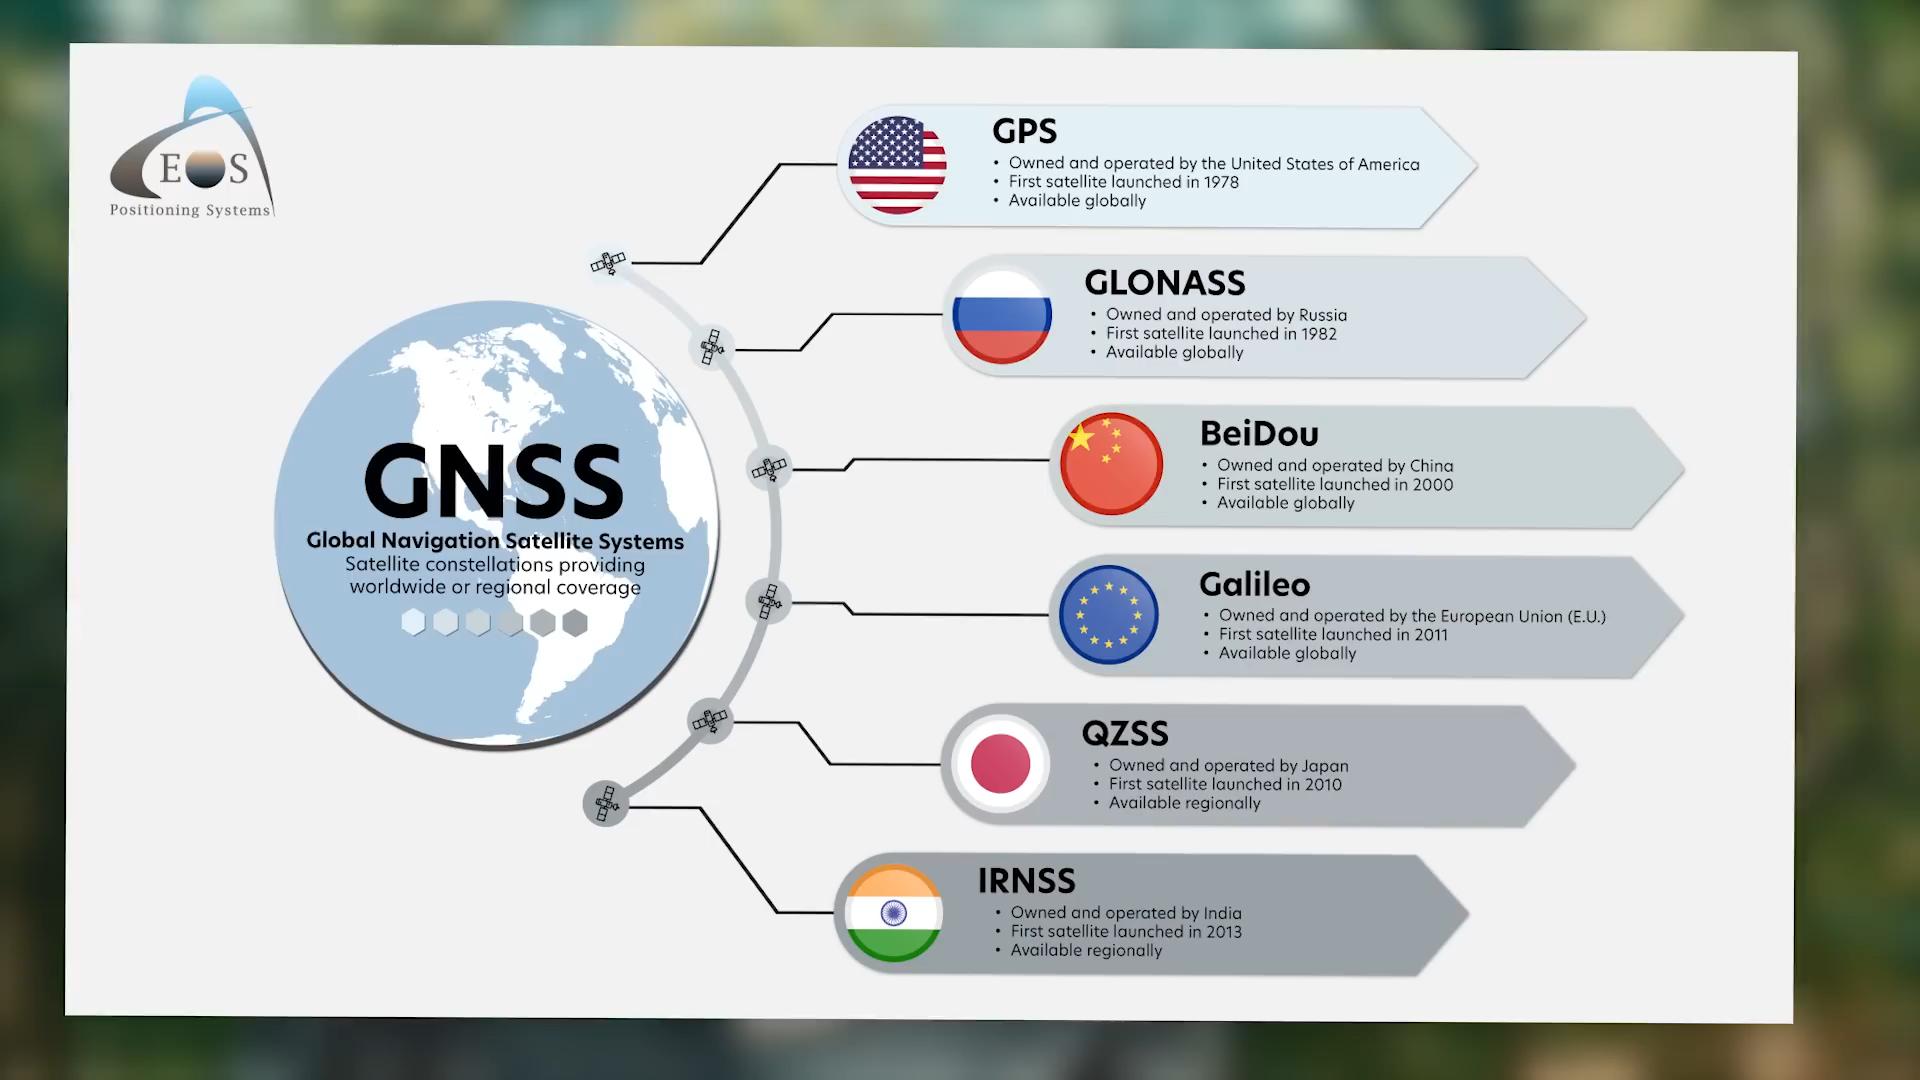 EOS
Positioning Systems
GNSS
Global Navigation Satellite Systems
Satellite constellations providing
worldwide or regional coverage
GPS
• Owned and operated by the United States of America
• First satellite launched in 1978
• Available globally
GLONASS
• Owned and operated by Russia
• First satellite launched in 1982
• Available globally
BeiDou
• Owned and operated by China
• First satellite launched in 2000
• Available globally
Galileo
• Owned and operated by the European Union (E.U.)
• First satellite launched in 2011
• Available globally
QZSS
• Owned and operated by Japan
• First satellite launched in 2010
• Available regionally
IRNSS
• Owned and operated by India
• First satellite launched in 2013
• Available regionally